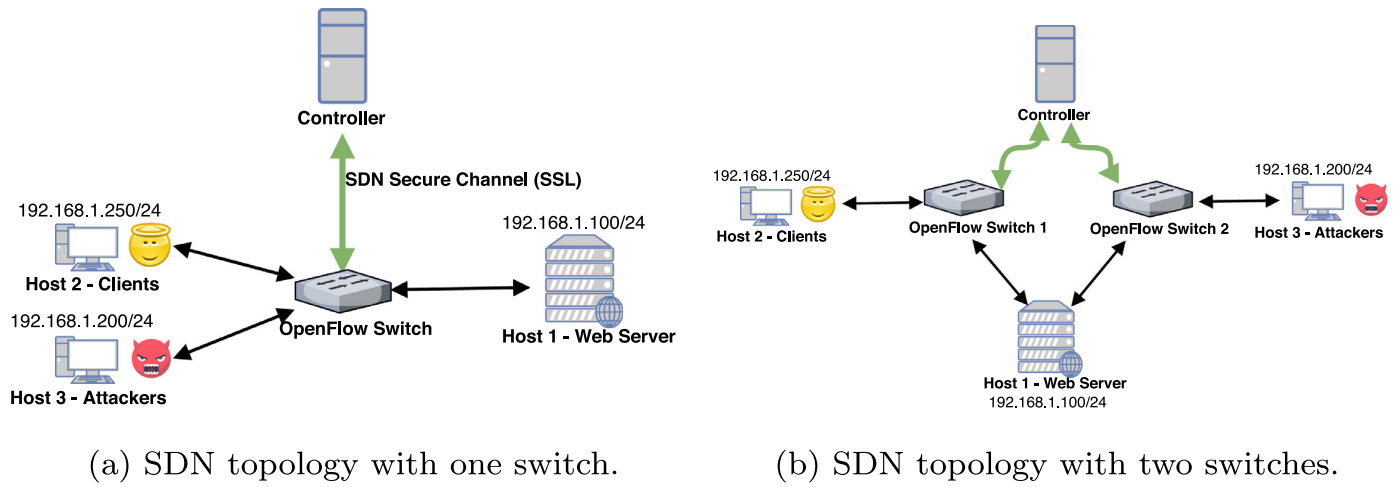 Controller
SDN Secure Channel (SSL)
192.168.1.250/24
192.168.1.100/24
Host 2 - Clients
192.168.1.200/24
OpenFlow Switch
Host 1 - Web Server
Host 3 - Attackers
(a) SDN topology with one switch.
Controller
192.168.1.250/24
192.168.1.200/24
Host 2 - Clients
OpenFlow Switch 1
OpenFlow Switch 2
Host 3 - Attackers
Host 1 - Web Server
192.168.1.100/24
(b) SDN topology with two switches.